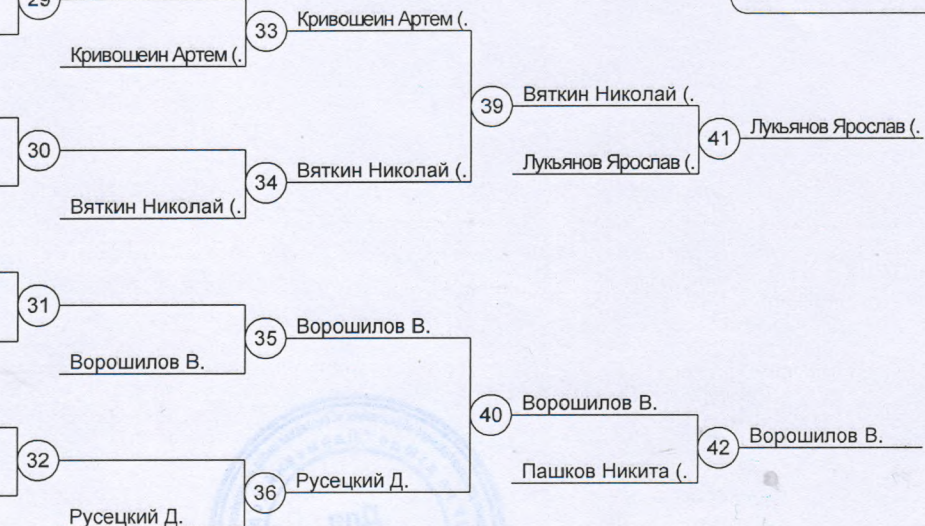 29
33
Кривошеин Артем (.
Кривошеин Артем (.
39
Вяткин Николай (.
41
Лукьянов Ярослав (.
30
34
Вяткин Николай (.
Лукьянов Ярослав (.
Вяткин Николай (.
31
35
Ворошилов В.
Ворошилов В.
40
Ворошилов В.
42
Ворошилов В.
32
36
Русецкий Д.
Пашков Никита (.
Русецкий Д.